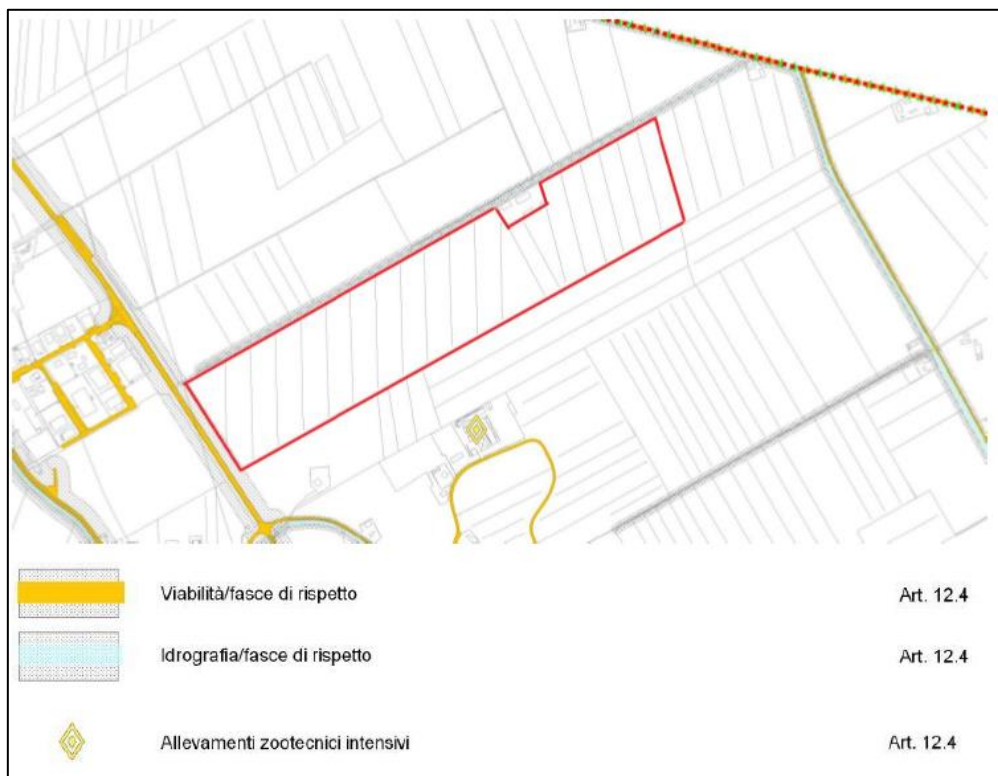 Viabilità/fasce di rispetto Art. 12.4
Idrografia/fasce di rispetto Art. 12.4
Allevamenti zootecnici intensivi Art. 12.4